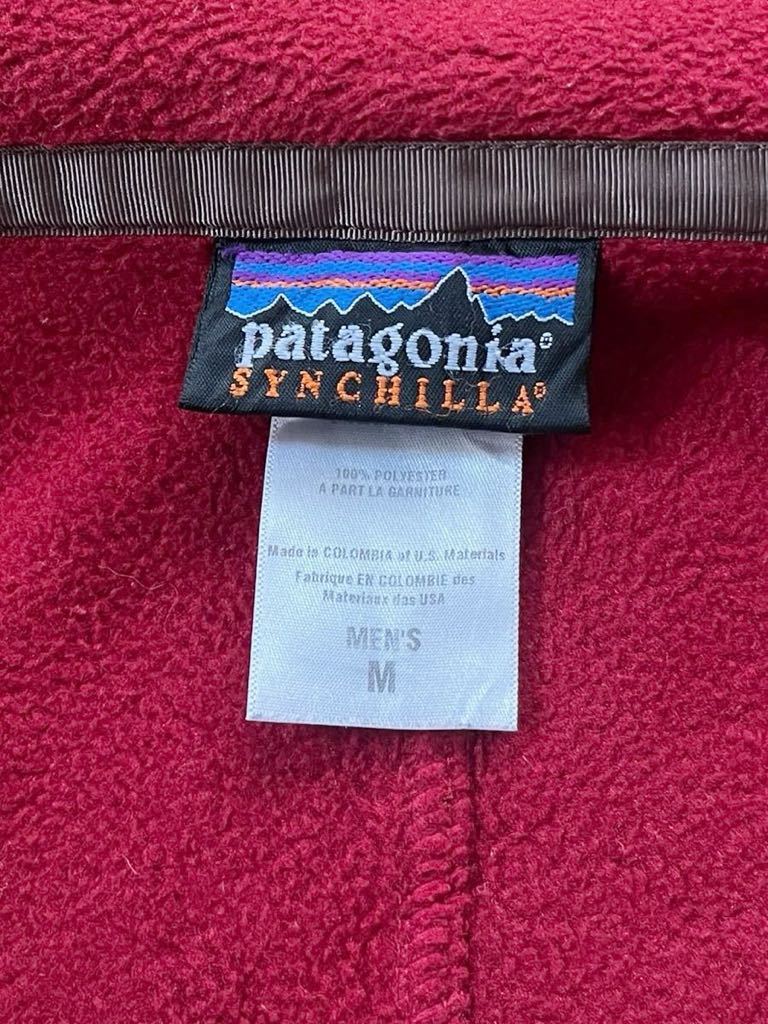 patagonia®
SYNCHILLA®
100% POLYESTER
A PART LA GARNITURE
Made in COLOMBIA of U.S. Materials
Fabrique EN COLOMBIE des
Materiaux das USA
MEN'S
M